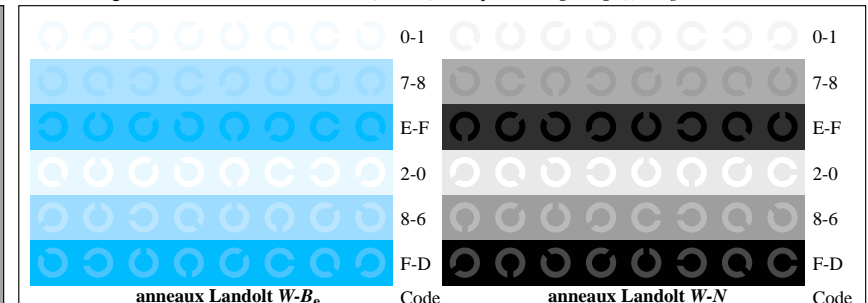 0-1 0-1
7-8 7-8
E-F E-F
2-0 2-0
8-6 8-6
F-D F-D
anneaux Landolt W-Be Code anneaux Landolt W-N Code